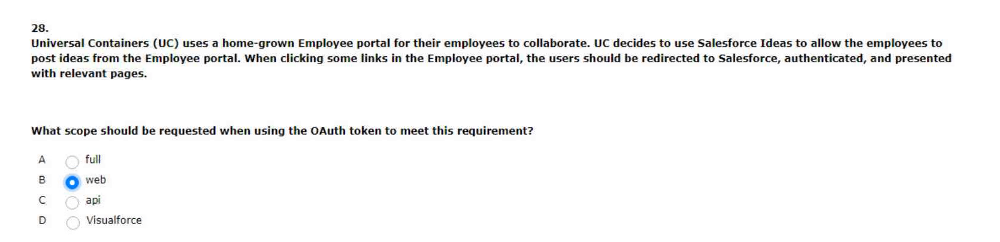 28.
Universal Containers (UC) uses a home-grown Employee portal for their employees to collaborate. UC decides to use Salesforce Ideas to allow the employees to
post ideas from the Employee portal. When clicking some links in the Employee portal, the users should be redirected to Salesforce, authenticated, and presented
with relevant pages.
What scope should be requested when using the OAuth token to meet this requirement?
A full
B web
C api
D Visualforce